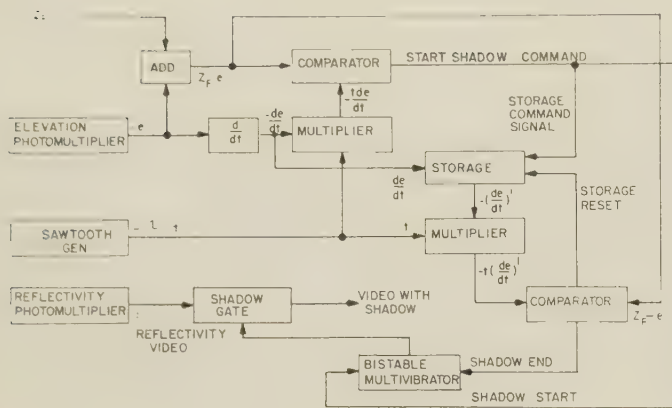 ADD
Z_F-e
COMPARATOR
START SHADOW COMMAND
-tde/dt
STORAGE
COMMAND
SIGNAL
ELEVATION
PHOTOMULTIPLIER
-e
d/dt
-de/dt
MULTIPLIER
de/dt
STORAGE
STORAGE
RESET
-(de/dt)'
SAWTOOTH
GEN
t
t
MULTIPLIER
-t(de/dt)'
REFLECTIVITY
PHOTOMULTIPLIER
SHADOW
GATE
VIDEO WITH
SHADOW
COMPARATOR
Z_F-e
REFLECTIVITY
VIDEO
BISTABLE
MULTIVIBRATOR
SHADOW END
SHADOW START